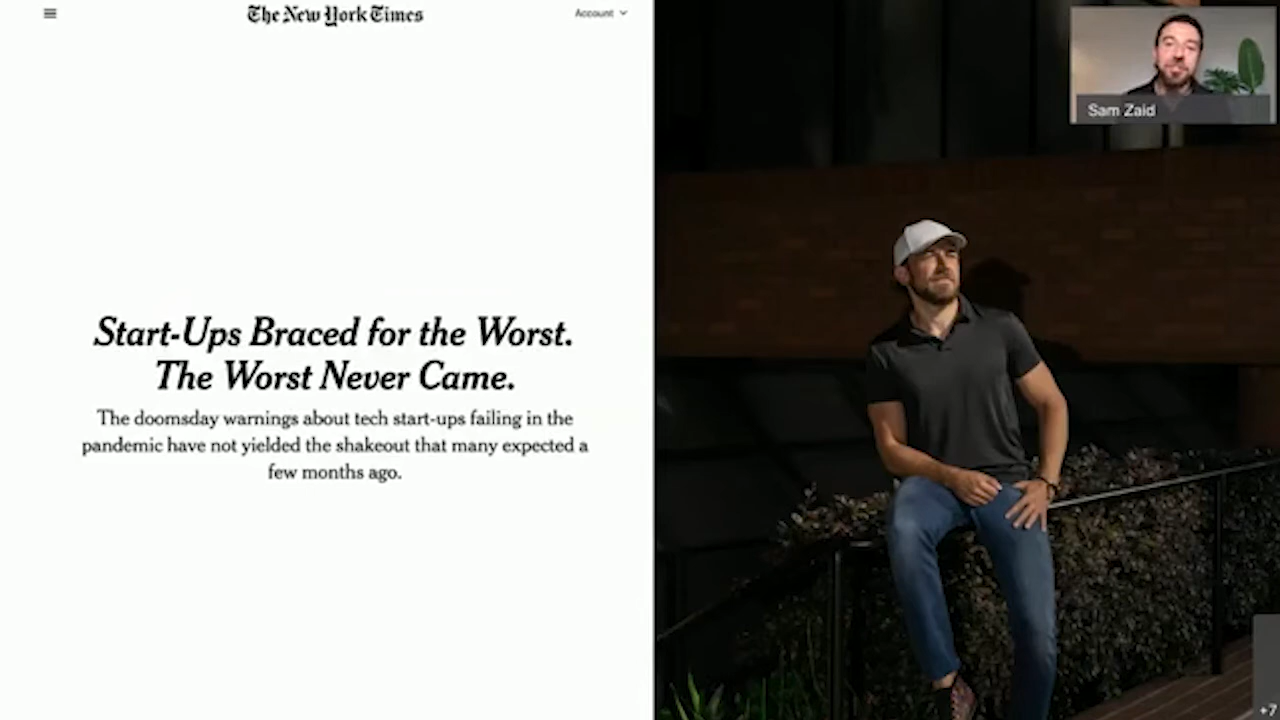 The New York Times
Account
Sam Zaid
Start-Ups Braced for the Worst.
The Worst Never Came.
The doomsday warnings about tech start-ups failing in the
pandemic have not yielded the shakeout that many expected a
few months ago.
+7